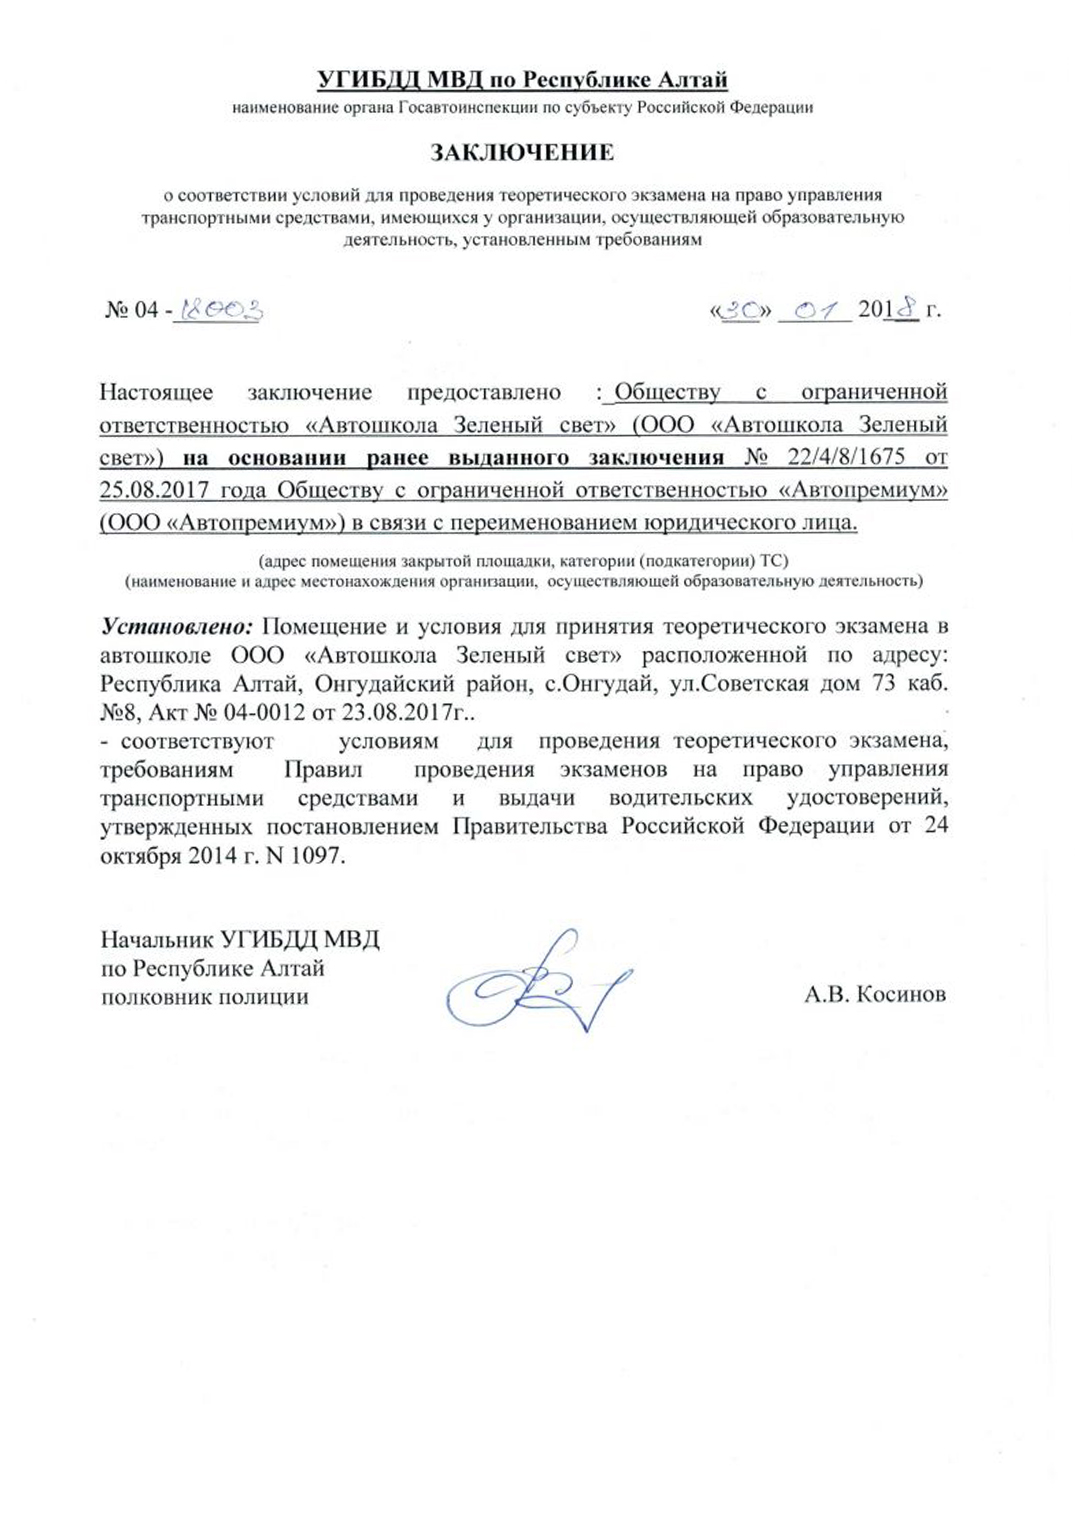 УГИБДД МВД по Республике Алтай
наименование органа Госавтоинспекции по субъекту Российской Федерации
ЗАКЛЮЧЕНИЕ
о соответствии условий для проведения теоретического экзамена на право управления
транспортными средствами, имеющихся у организации, осуществляющей образовательную
деятельность, установленным требованиям
№ 04 - 18003 «30» 01 2018 г.
Настоящее заключение предоставлено : Обществу с ограниченной
ответственностью «Автошкола Зеленый свет» (ООО «Автошкола Зеленый
свет») на основании ранее выданного заключения № 22/4/8/1675 от
25.08.2017 года Обществу с ограниченной ответственностью «Автопремиум»
(ООО «Автопремиум») в связи с переименованием юридического лица.
(адрес помещения закрытой площадки, категории (подкатегории) ТС)
(наименование и адрес местонахождения организации, осуществляющей образовательную деятельность)
Установлено: Помещение и условия для принятия теоретического экзамена в
автошколе ООО «Автошкола Зеленый свет» расположенной по адресу:
Республика Алтай, Онгудайский район, с.Онгудай, ул.Советская дом 73 каб.
№8, Акт № 04-0012 от 23.08.2017г..
- соответствуют условиям для проведения теоретического экзамена,
требованиям Правил проведения экзаменов на право управления
транспортными средствами и выдачи водительских удостоверений,
утвержденных постановлением Правительства Российской Федерации от 24
октября 2014 г. N 1097.
Начальник УГИБДД МВД
по Республике Алтай
полковник полиции А.В. Косинов